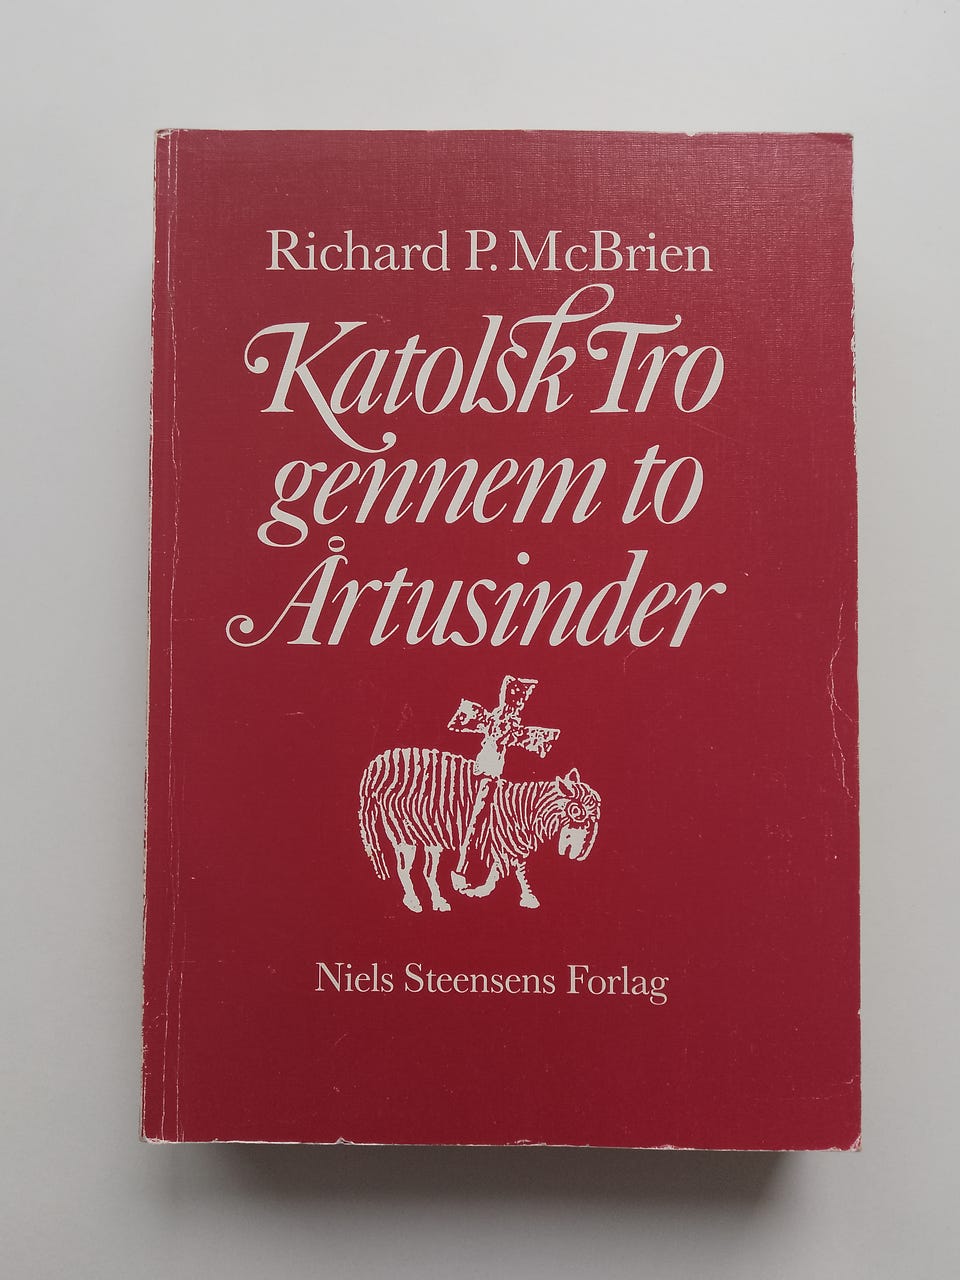 Richard P. McBrien
Katolsk Tro
gennem to
Årtusinder
Niels Steensens Forlag